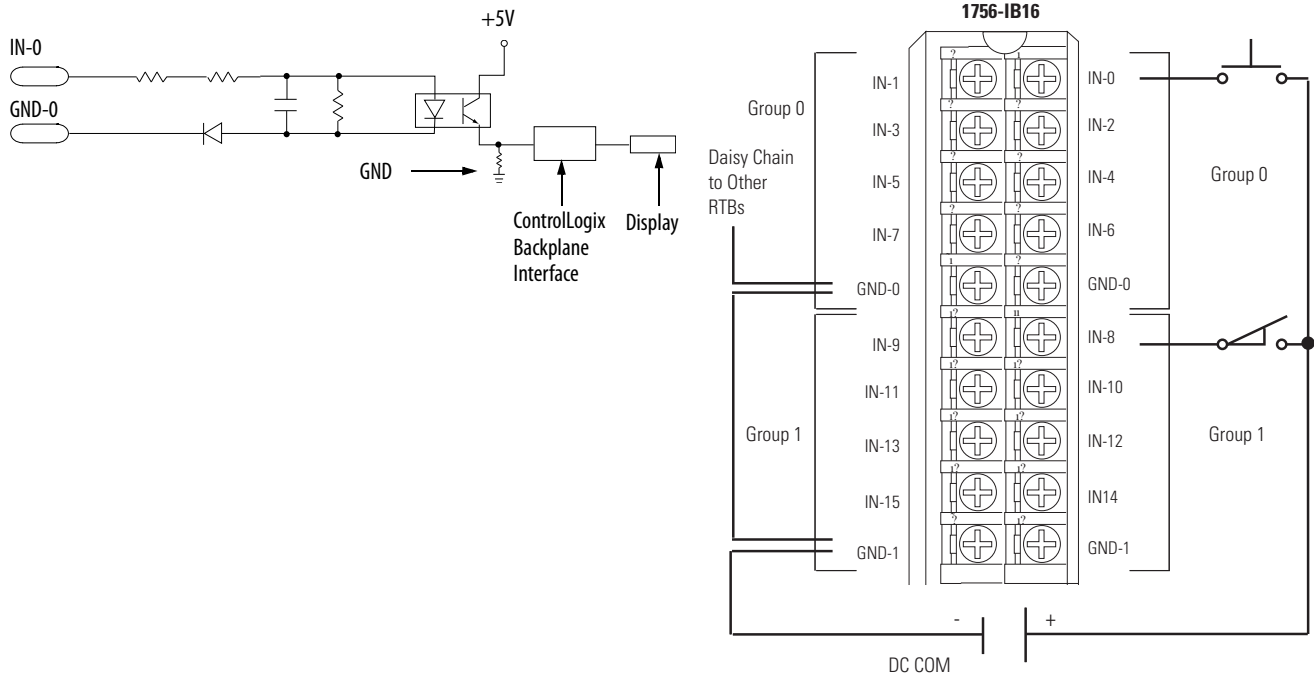 +5V
IN-0
GND-0
GND
ControlLogix
Backplane
Interface
Display
1756-IB16
Group 0
Daisy Chain
to Other
RTBs
Group 1
IN-1
IN-3
IN-5
IN-7
GND-0
IN-9
IN-11
IN-13
IN-15
GND-1
IN-0
IN-2
IN-4
IN-6
GND-0
IN-8
IN-10
IN-12
IN14
GND-1
Group 0
Group 1
- +
DC COM